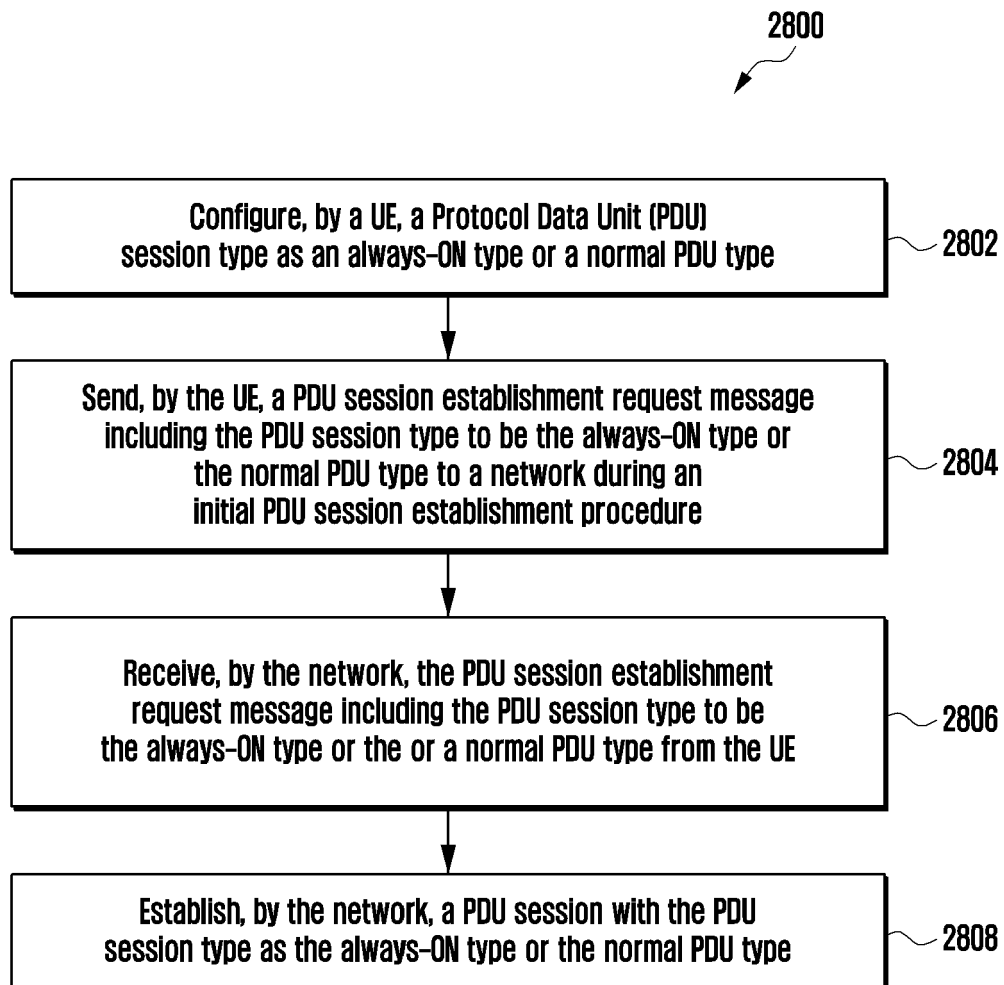 2800
Configure, by a UE, a Protocol Data Unit (PDU)
session type as an always-ON type or a normal PDU type
2802
Send, by the UE, a PDU session establishment request message
including the PDU session type to be the always-ON type or
the normal PDU type to a network during an
initial PDU session establishment procedure
2804
Receive, by the network, the PDU session establishment
request message including the PDU session type to be
the always-ON type or the or a normal PDU type from the UE
2806
Establish, by the network, a PDU session with the PDU
session type as the always-ON type or the normal PDU type
2808